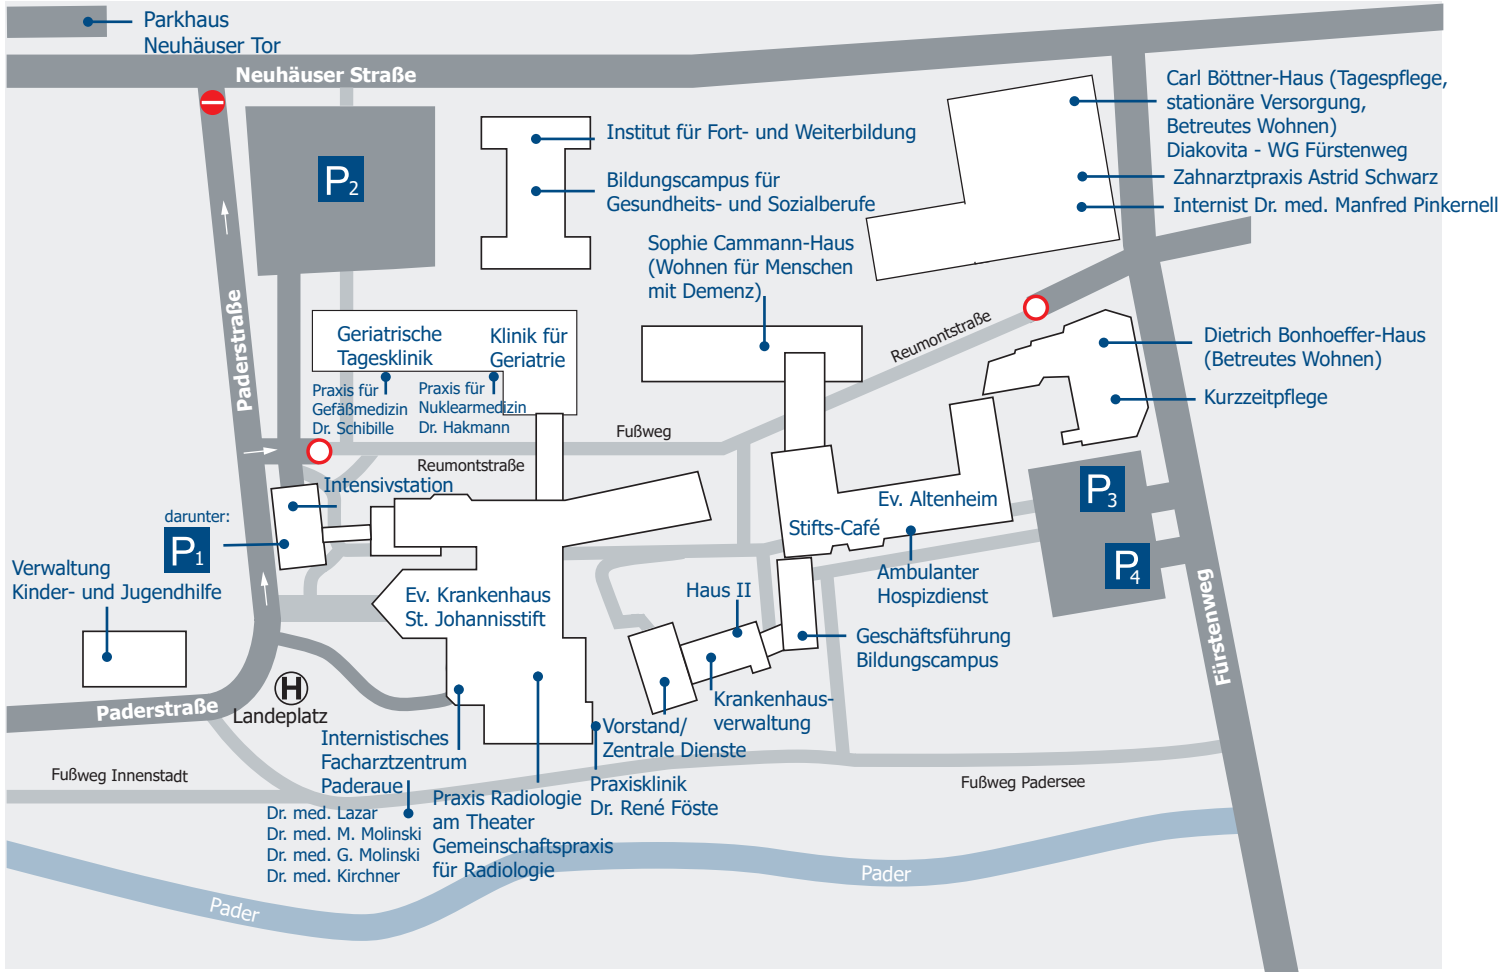 Parkhaus
Neuhäuser Tor
Neuhäuser Straße
P2
Institut für Fort- und Weiterbildung
Bildungscampus für
Gesundheits- und Sozialberufe
Carl Böttner-Haus (Tagespflege,
stationäre Versorgung,
Betreutes Wohnen)
Diakovita - WG Fürstenweg
Zahnarztpraxis Astrid Schwarz
Internist Dr. med. Manfred Pinkernell
Sophie Cammann-Haus
(Wohnen für Menschen
mit Demenz)
Paderstraße
Geriatrische
Tagesklinik
Klinik für
Geriatrie
Praxis für
Gefäßmedizin
Dr. Schibille
Praxis für
Nuklearmedizin
Dr. Hakmann
Reumontstraße
Dietrich Bonhoeffer-Haus
(Betreutes Wohnen)
Kurzzeitpflege
Fußweg
Reumontstraße
Intensivstation
darunter:
P1
Ev. Altenheim
Stifts-Café
P3
P4
Verwaltung
Kinder- und Jugendhilfe
Ev. Krankenhaus
St. Johannisstift
Haus II
Ambulanter
Hospizdienst
Geschäftsführung
Bildungscampus
Fürstenweg
H
Landeplatz
Paderstraße
Krankenhaus-
verwaltung
Vorstand/
Zentrale Dienste
Internistisches
Facharztzentrum
Paderaue
Dr. med. Lazar
Dr. med. M. Molinski
Dr. med. G. Molinski
Dr. med. Kirchner
Praxis Radiologie
am Theater
Gemeinschaftspraxis
für Radiologie
Praxisklinik
Dr. René Föste
Fußweg Innenstadt
Fußweg Padersee
Pader
Pader